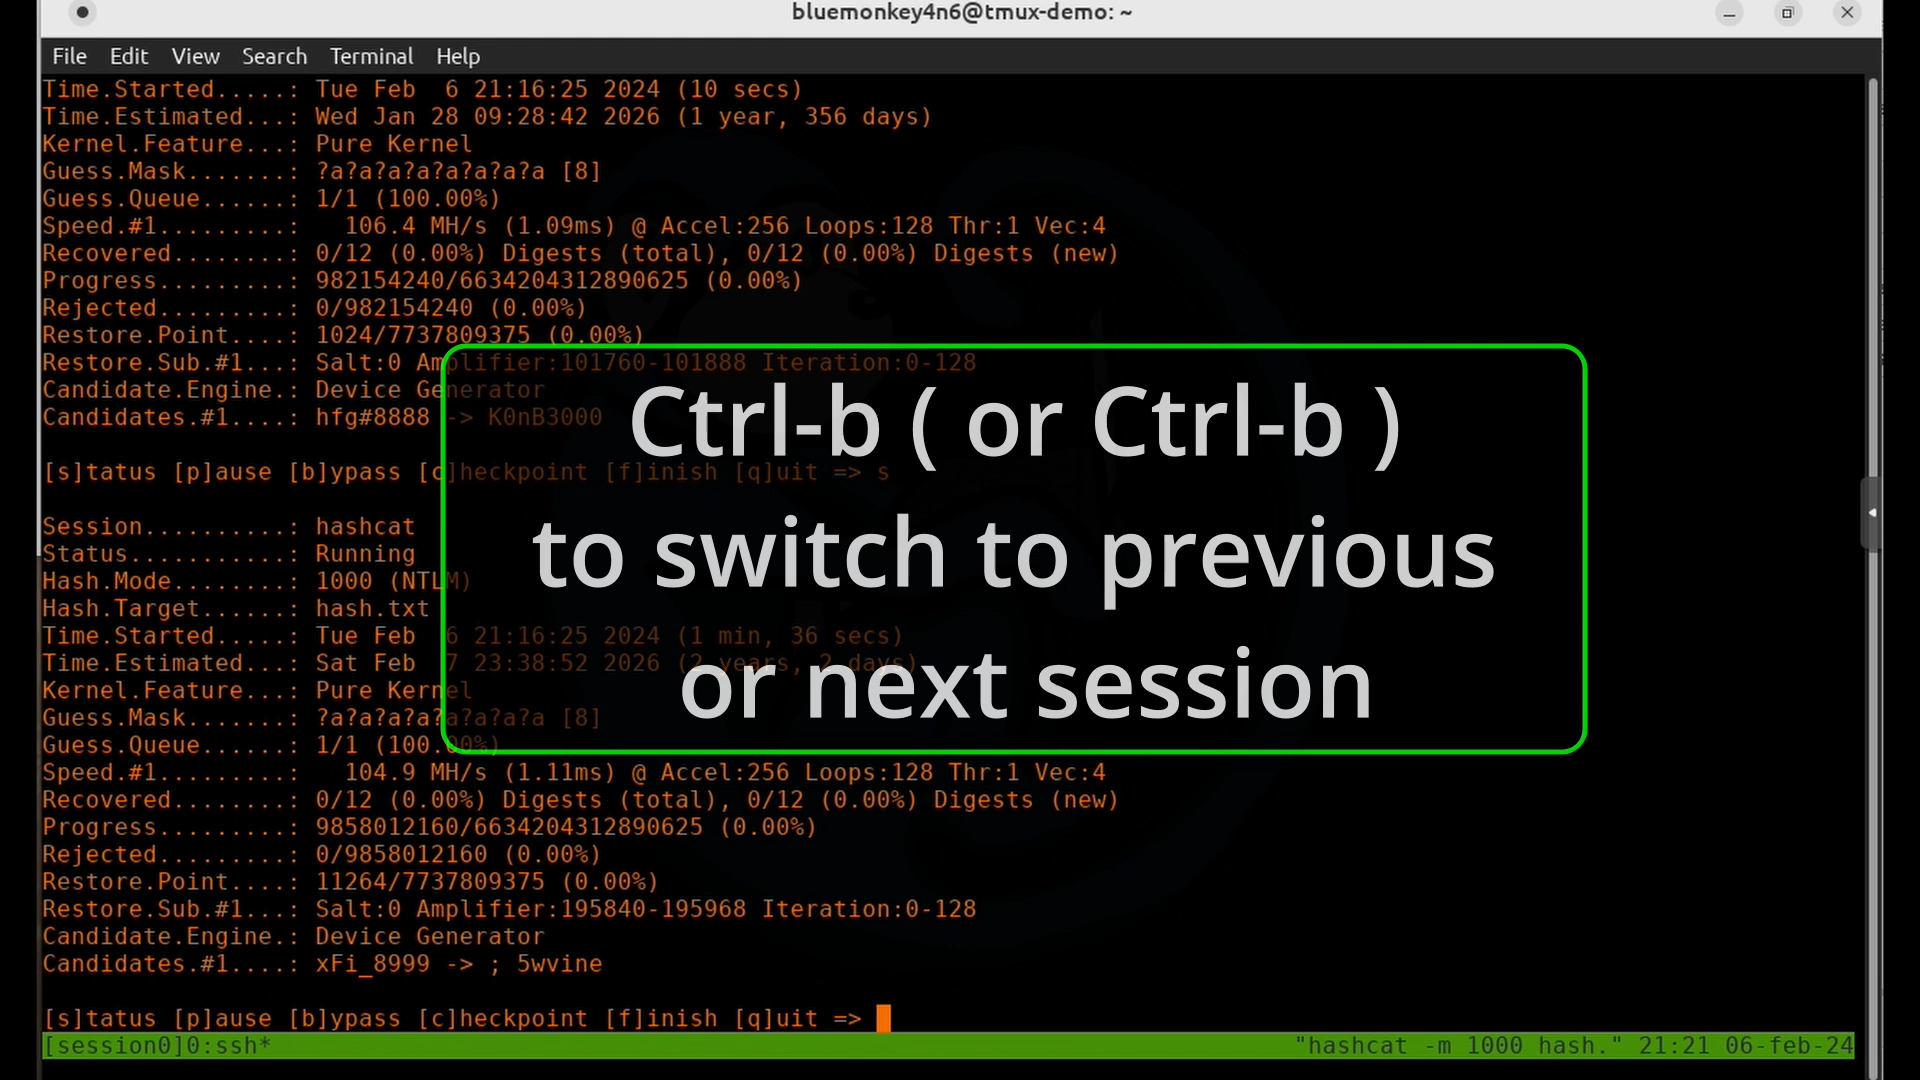 bluemonkey4n6@tmux-demo: ~
File Edit View Search Terminal Help
Time.Started.....: Tue Feb  6 21:16:25 2024 (10 secs)
Time.Estimated...: Wed Jan 28 09:28:42 2026 (1 year, 356 days)
Kernel.Feature...: Pure Kernel
Guess.Mask.......: ?a?a?a?a?a?a?a?a [8]
Guess.Queue......: 1/1 (100.00%)
Speed.#1.........:   106.4 MH/s (1.09ms) @ Accel:256 Loops:128 Thr:1 Vec:4
Recovered........: 0/12 (0.00%) Digests (total), 0/12 (0.00%) Digests (new)
Progress.........: 982154240/6634204312890625 (0.00%)
Rejected.........: 0/982154240 (0.00%)
Restore.Point....: 1024/7737809375 (0.00%)
Restore.Sub.#1...: Salt:0 Amplifier:101760-101888 Iteration:0-128
Candidate.Engine.: Device Generator
Candidates.#1....: hfg#8888 -> K0nB3000
[s]tatus [p]ause [b]ypass [c]heckpoint [f]inish [q]uit => s
Session..........: hashcat
Status...........: Running
Hash.Mode........: 1000 (NTLM)
Hash.Target......: hash.txt
Time.Started.....: Tue Feb  6 21:16:25 2024 (1 min, 36 secs)
Time.Estimated...: Sat Feb  7 23:38:52 2026 (2 years, 2 days)
Kernel.Feature...: Pure Kernel
Guess.Mask.......: ?a?a?a?a?a?a?a?a [8]
Guess.Queue......: 1/1 (100.00%)
Speed.#1.........:   104.9 MH/s (1.11ms) @ Accel:256 Loops:128 Thr:1 Vec:4
Recovered........: 0/12 (0.00%) Digests (total), 0/12 (0.00%) Digests (new)
Progress.........: 9858012160/6634204312890625 (0.00%)
Rejected.........: 0/9858012160 (0.00%)
Restore.Point....: 11264/7737809375 (0.00%)
Restore.Sub.#1...: Salt:0 Amplifier:195840-195968 Iteration:0-128
Candidate.Engine.: Device Generator
Candidates.#1....: xFi_8999 -> ; 5wvine
[s]tatus [p]ause [b]ypass [c]heckpoint [f]inish [q]uit =>
[session0]0:ssh* "hashcat -m 1000 hash." 21:21 06-feb-24
Ctrl-b ( or Ctrl-b )
to switch to previous
or next session